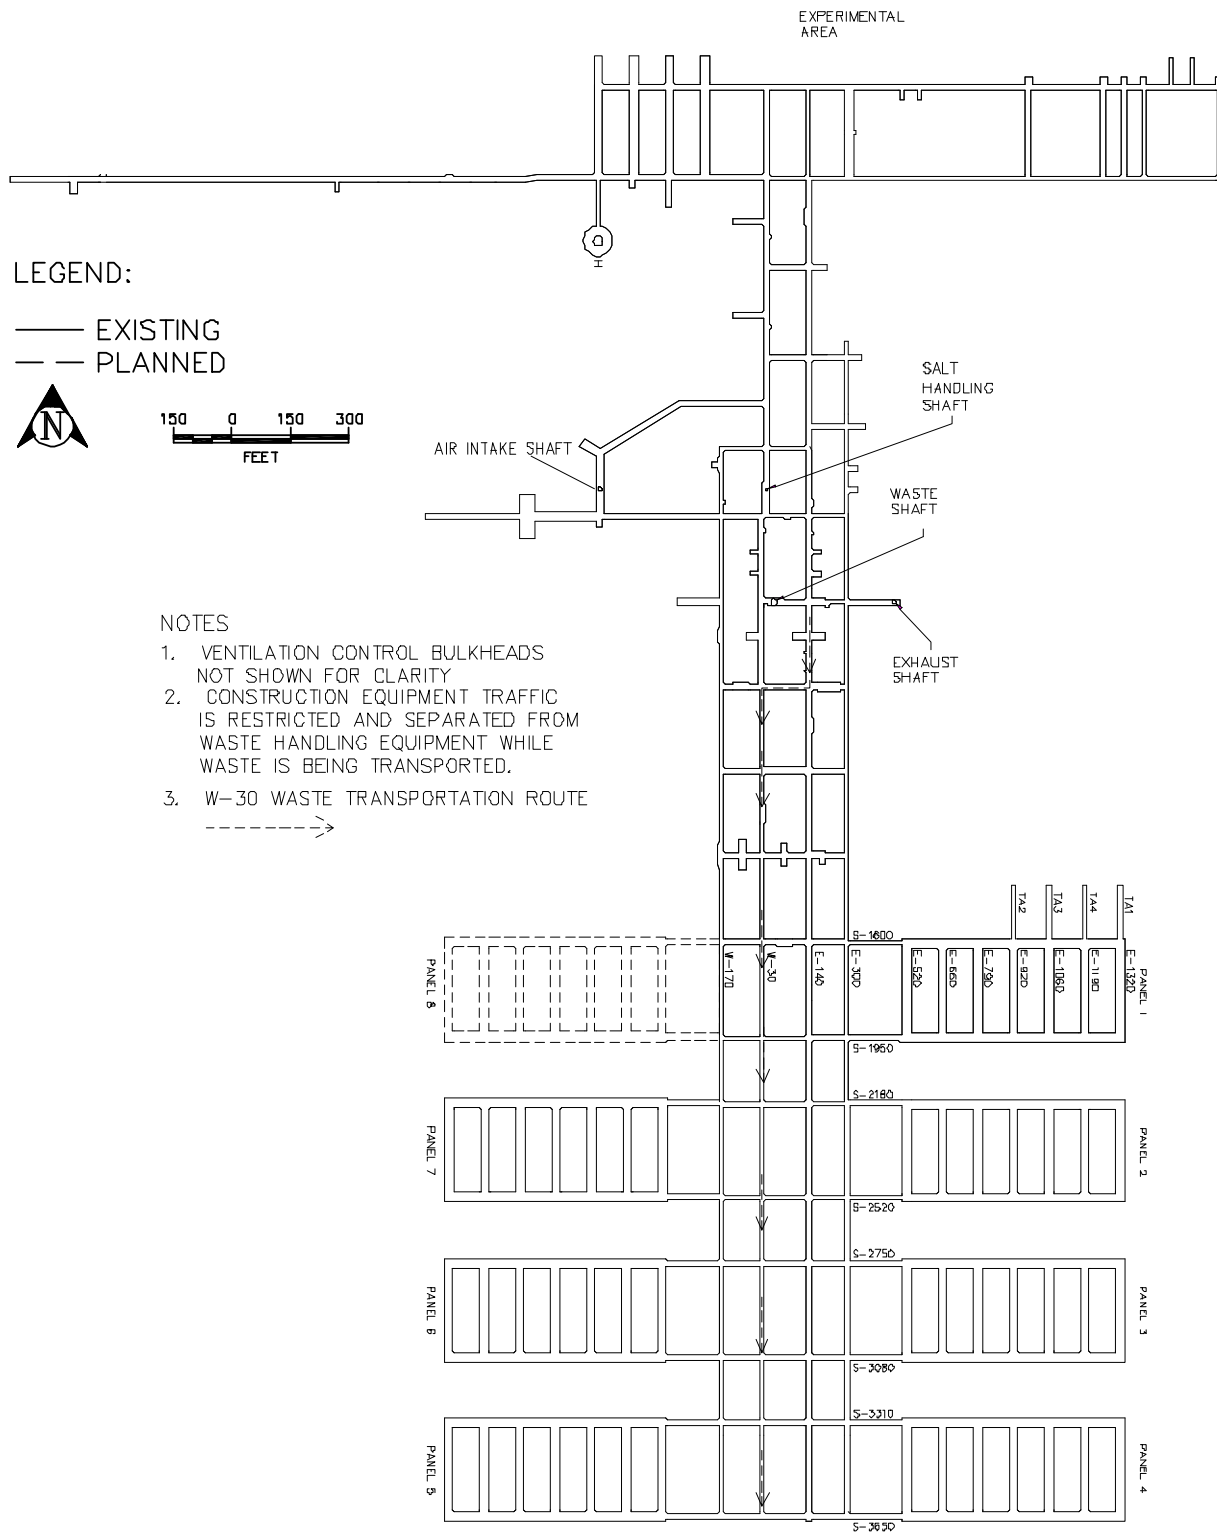 EXPERIMENTAL
AREA
LEGEND:
EXISTING
PLANNED
N
150 0 150 300
FEET
SALT
HANDLING
SHAFT
AIR INTAKE SHAFT
WASTE
SHAFT
EXHAUST
SHAFT
NOTES
1. VENTILATION CONTROL BULKHEADS
NOT SHOWN FOR CLARITY
2. CONSTRUCTION EQUIPMENT TRAFFIC
IS RESTRICTED AND SEPARATED FROM
WASTE HANDLING EQUIPMENT WHILE
WASTE IS BEING TRANSPORTED.
3. W-30 WASTE TRANSPORTATION ROUTE
TA2
TA3
TA4
TA1
S-1600
W-170
W-30
E-140
E-300
E-520
E-660
E-790
E-920
E-1060
E-1190
E-1320
PANEL 1
PANEL 8
S-1950
S-2180
PANEL 7
PANEL 2
S-2520
S-2750
PANEL 6
PANEL 3
S-3080
S-3310
PANEL 5
PANEL 4
S-3650